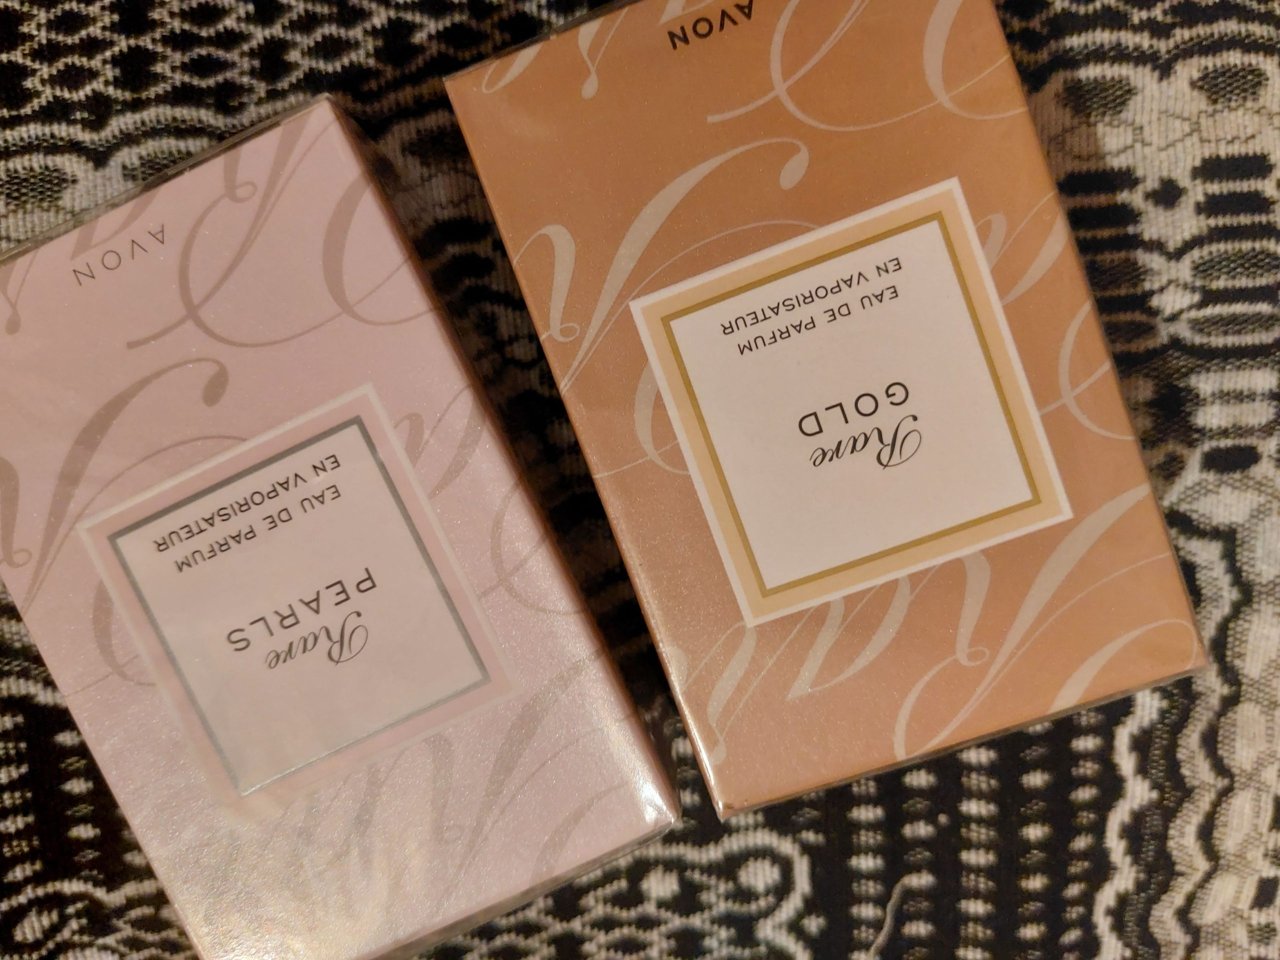 Rare
PEARLS
EAU DE PARFUM
EN VAPORISATEUR
AVON
Rare
GOLD
EAU DE PARFUM
EN VAPORISATEUR
AVON